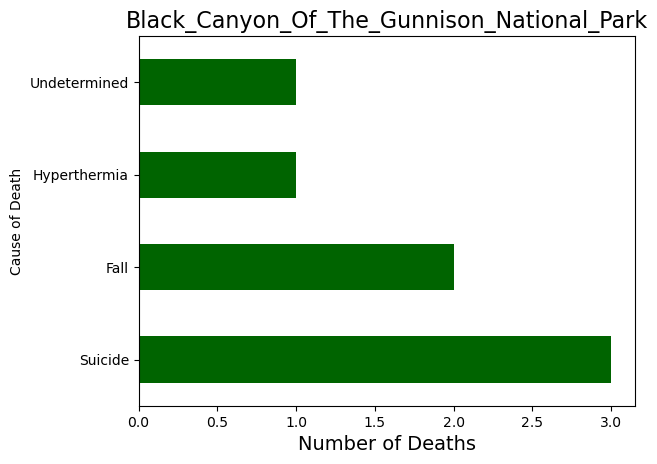 Black_Canyon_Of_The_Gunnison_National_Park
Undetermined
Hyperthermia
Fall
Suicide
Cause of Death
0.0 0.5 1.0 1.5 2.0 2.5 3.0
Number of Deaths